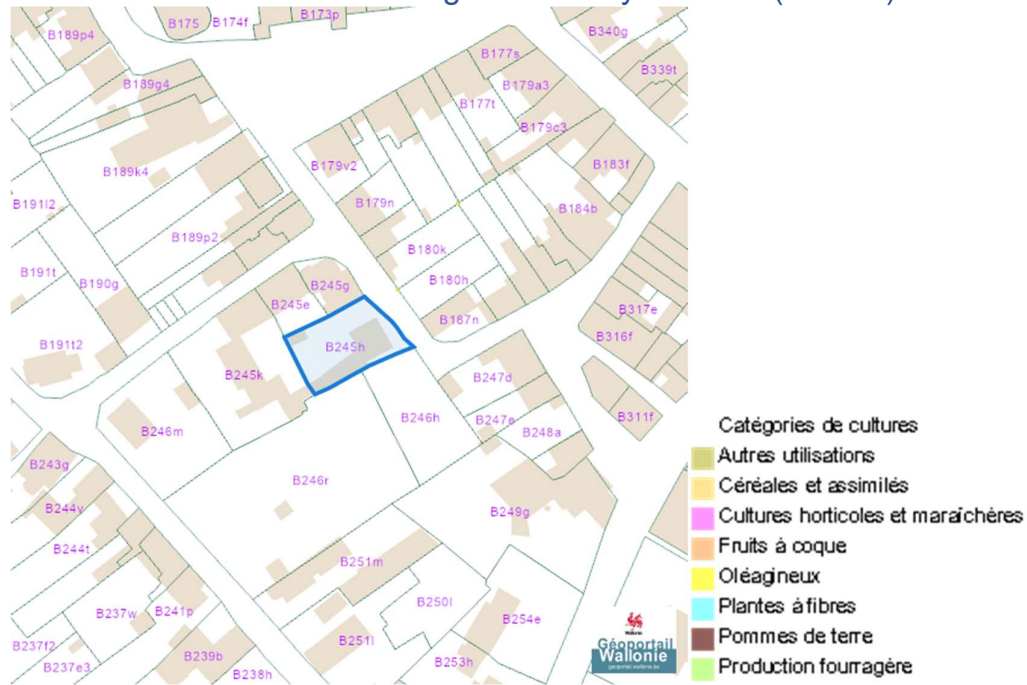 B175
B174f
B173p
B189p4
B340g
B177s
B339t
B189g4
B179a3
B177t
B179c3
B179v2
B183f
B189k4
B191l2
B179n
B184b
B189p2
B180k
B191t
B190g
B245g
B180h
B245e
B317e
B187n
B316f
B191t2
B245h
B245k
B247d
B246h
B247e
B311f
B246m
B248a
B243g
B246r
B244v
B249g
B244t
B251m
B250l
B237w
B241p
B254e
B237f2
B251l
B239b
B237e3
B253h
B238h
Wallonie
Géoportail
Wallonie
geoportail.wallonie.be
Catégories de cultures
Autres utilisations
Céréales et assimilés
Cultures horticoles et maraîchères
Fruits à coque
Oléagineux
Plantes à fibres
Pommes de terre
Production fourragère